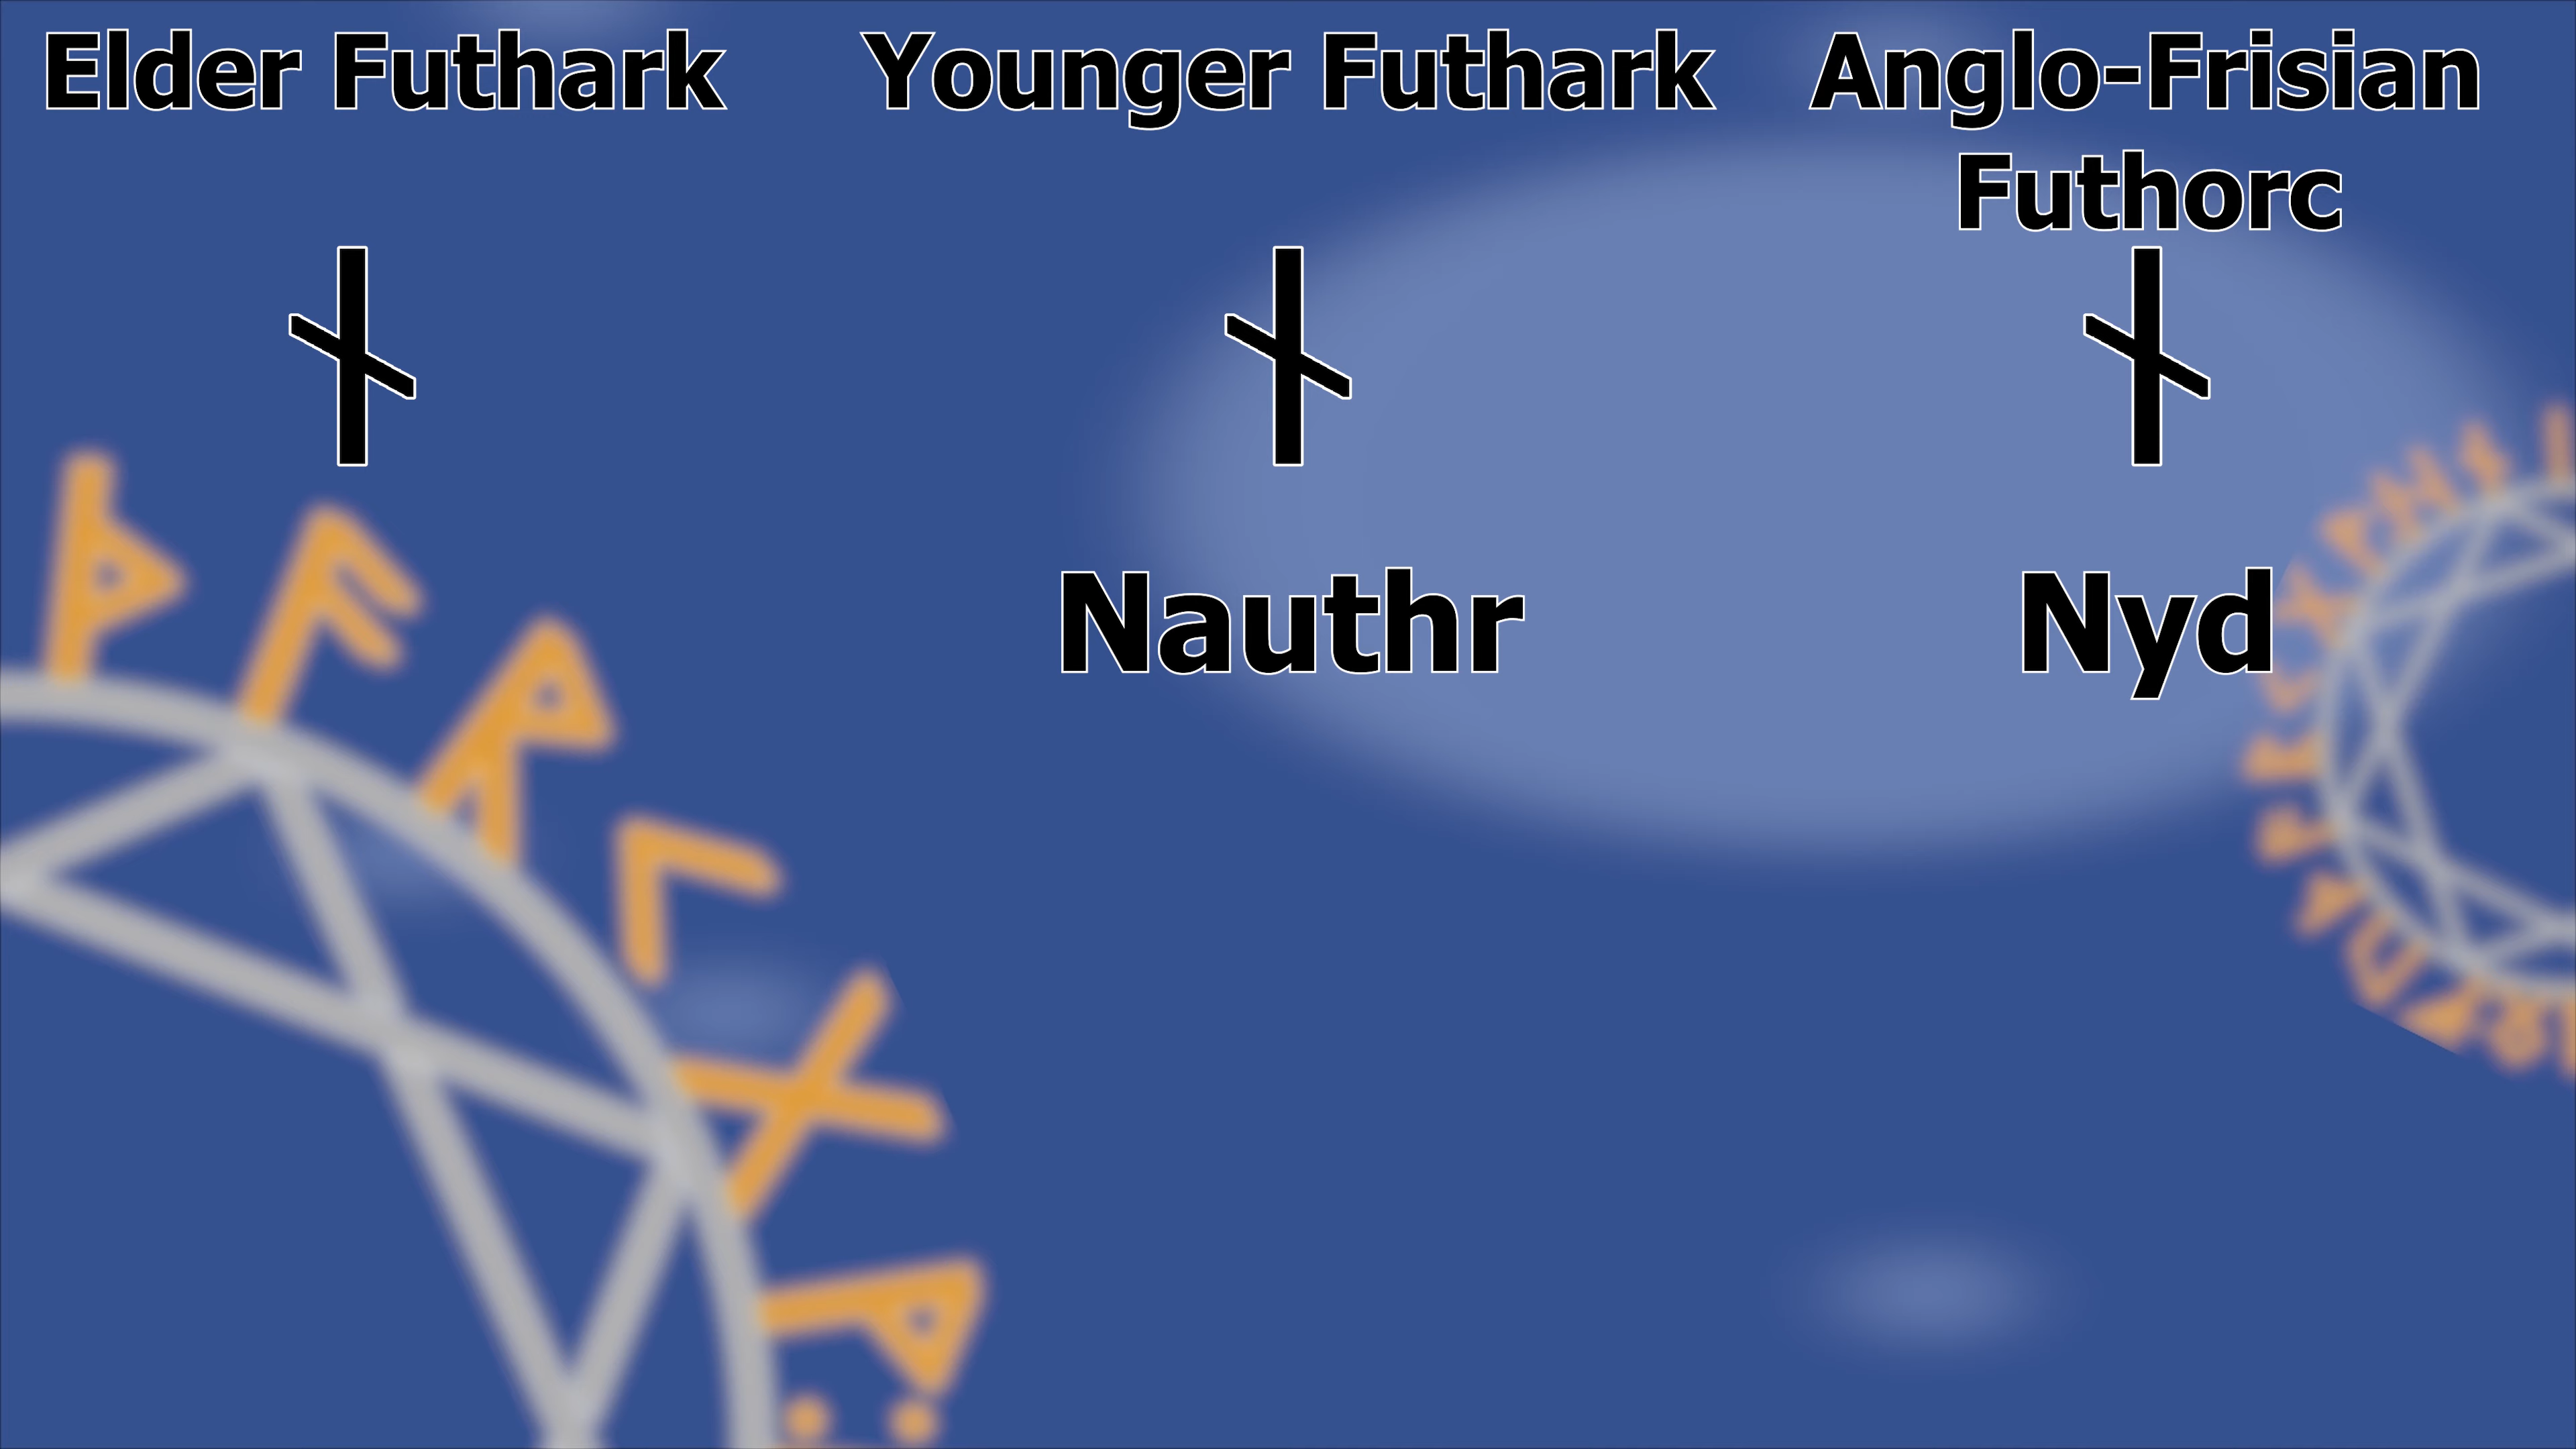 Elder Futhark Younger Futhark Anglo-Frisian
Futhorc
ᚾ ᚾ ᚾ
Nauthr Nyd
ᚦ
ᚨ
ᚱ
ᚲ
ᚷ
ᚹ